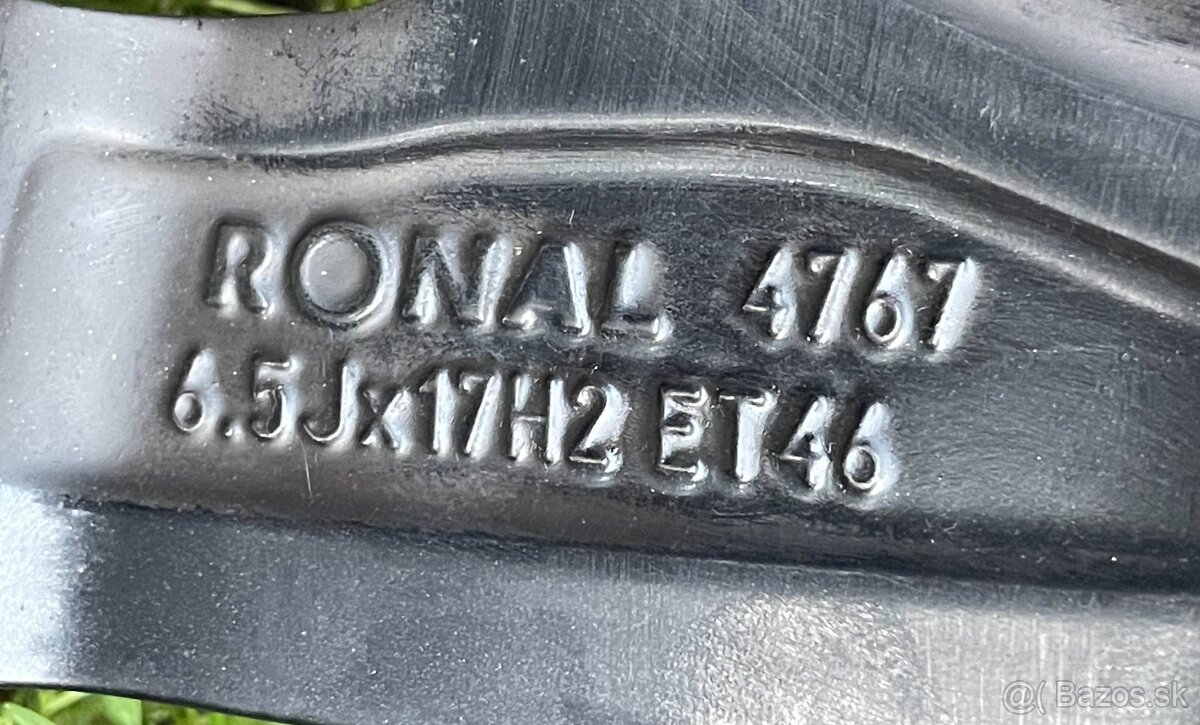 RONAL 4767
6.5Jx17H2 ET46
@( Bazos.sk